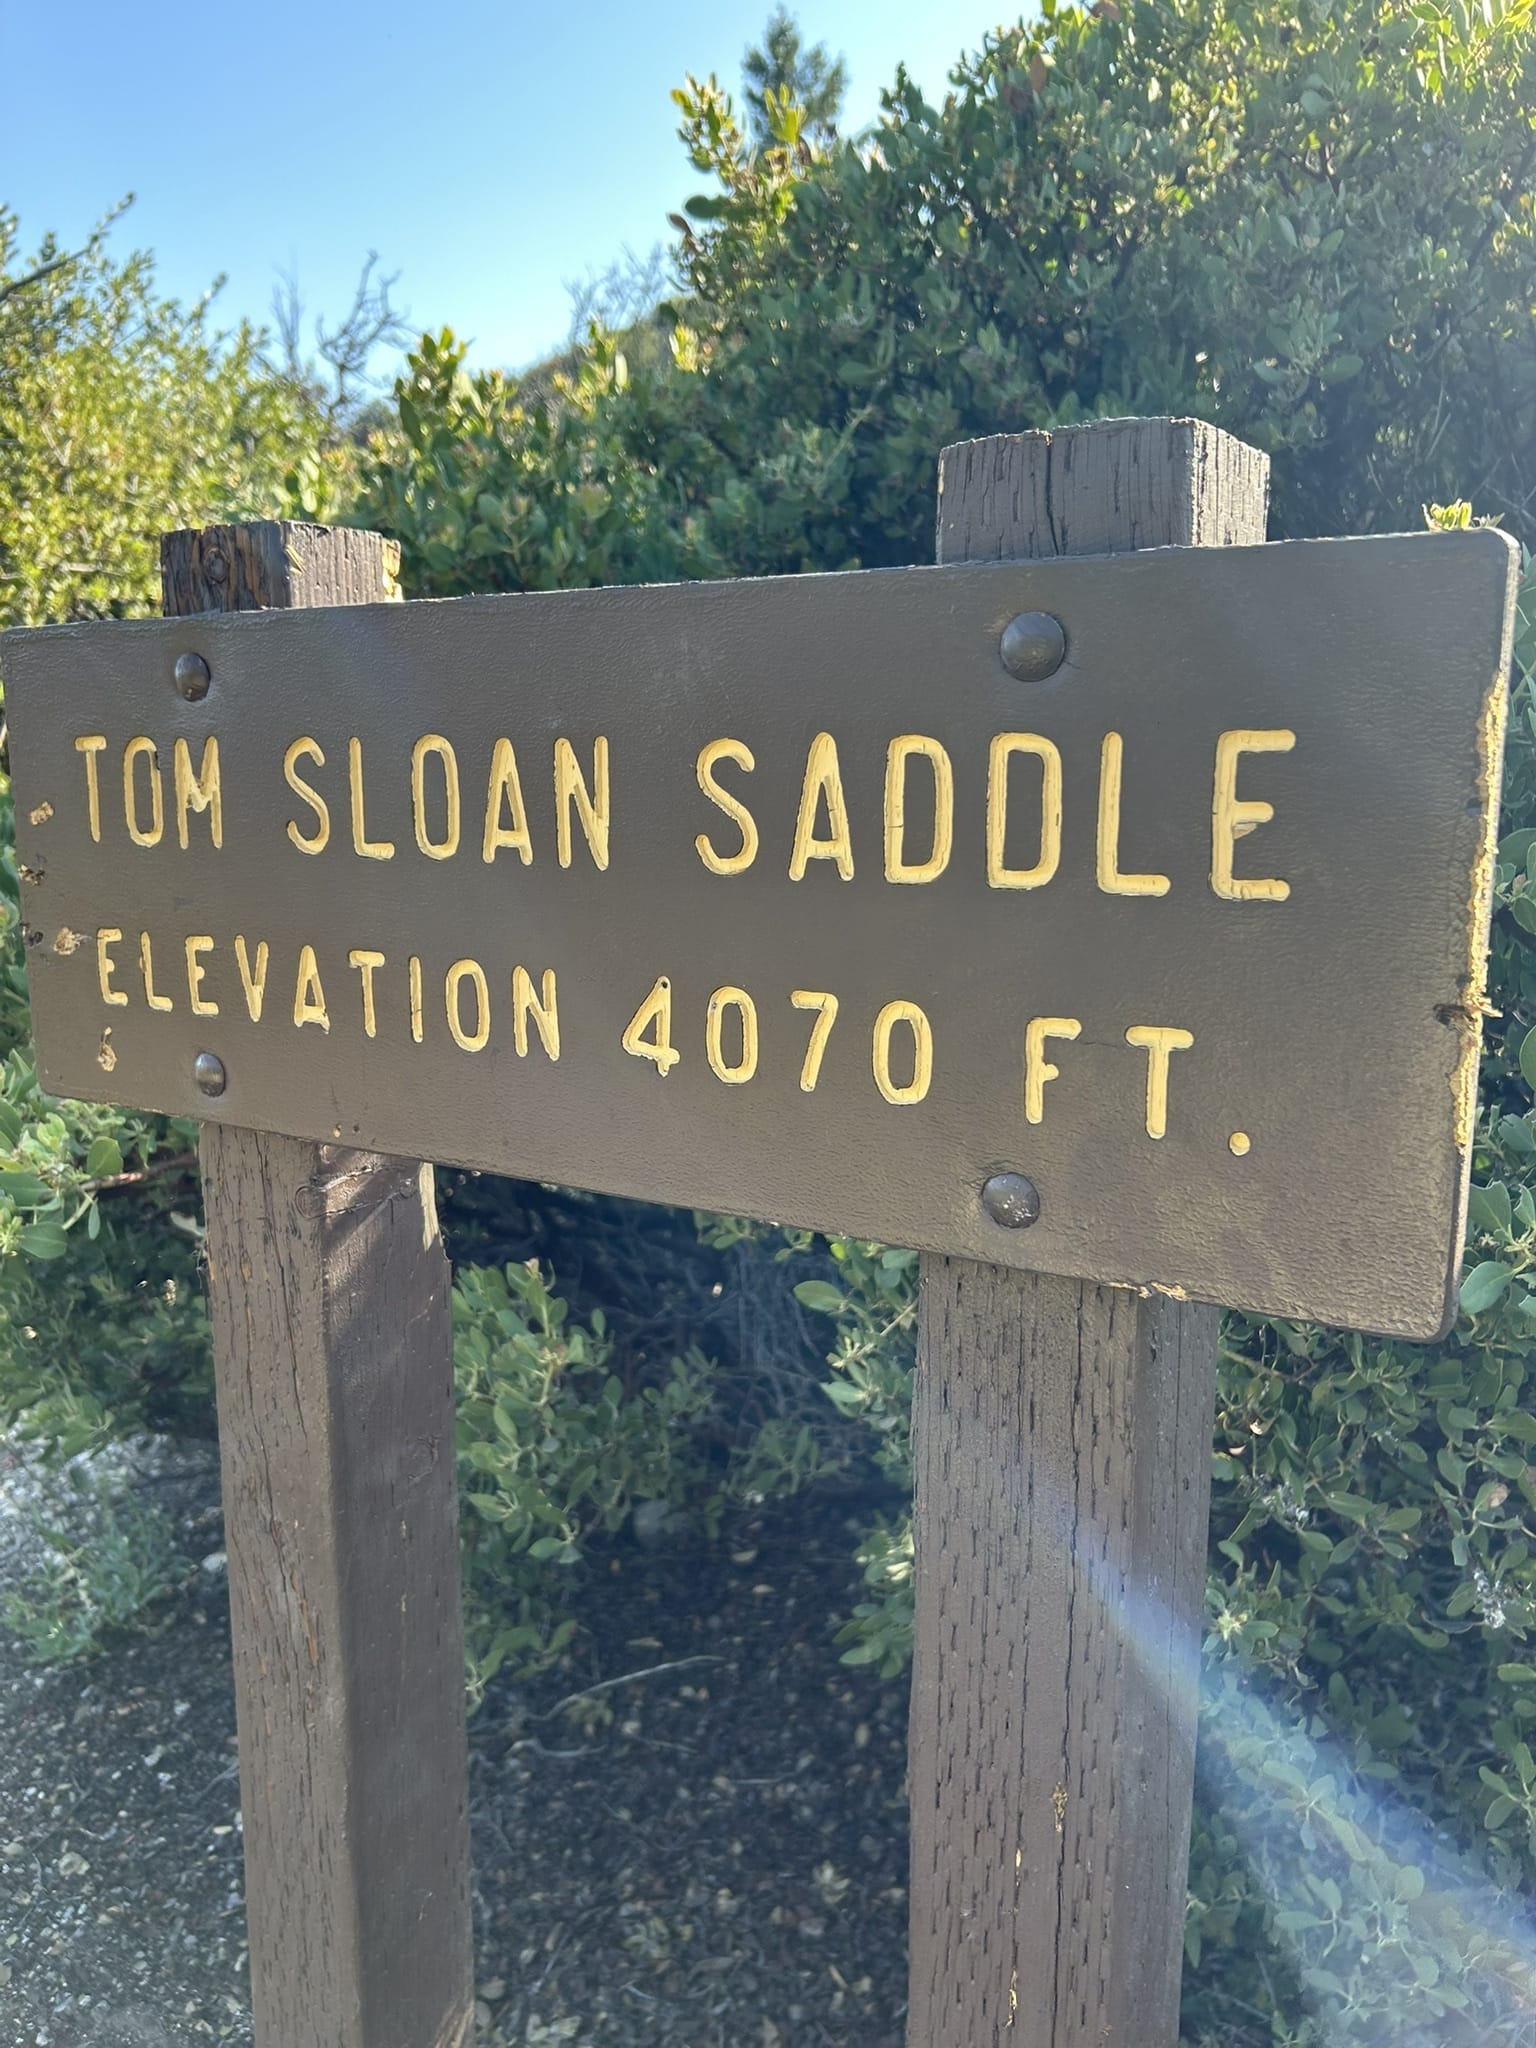 TOM SLOAN SADDLE
ELEVATION 4070 FT.